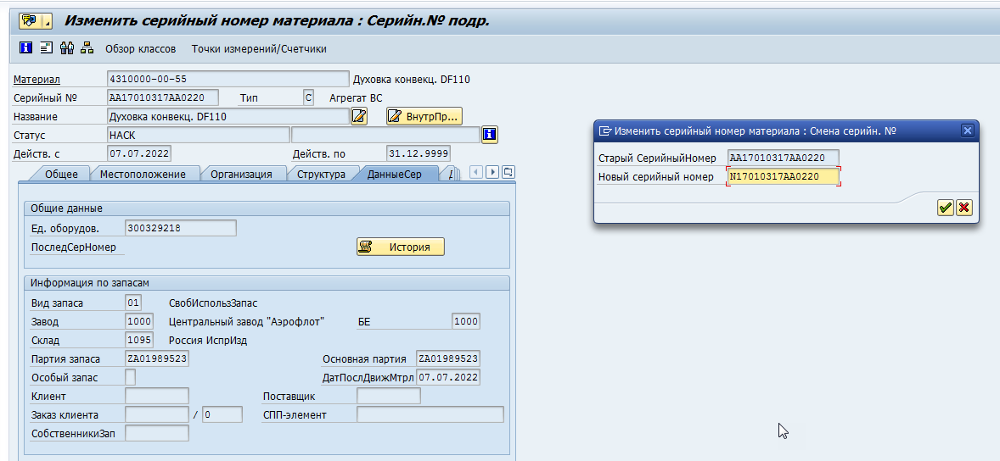 Изменить серийный номер материала : Серийн.№ подр.
Обзор классов Точки измерений/Счетчики
Материал 4310000-00-55 Духовка конвекц. DF110
Серийный № AA17010317AA0220 Тип C Агрегат ВС
Название Духовка конвекц. DF110 ВнутрПр...
Статус НАСК
Действ. с 07.07.2022 Действ. по 31.12.9999
Общее Местоположение Организация Структура ДанныеСер
Общие данные
Ед. оборудов. 300329218
ПоследСерНомер История
Информация по запасам
Вид запаса 01 СвобИспользЗапас
Завод 1000 Центральный завод "Аэрофлот" БЕ 1000
Склад 1095 Россия ИспрИзд
Партия запаса ZA01989523 Основная партия ZA01989523
Особый запас ДатПослДвижМтрл 07.07.2022
Клиент Поставщик
Заказ клиента / 0 СПП-элемент
СобственникиЗап
Изменить серийный номер материала : Смена серийн. №
Старый СерийныйНомер AA17010317AA0220
Новый серийный номер N17010317AA0220